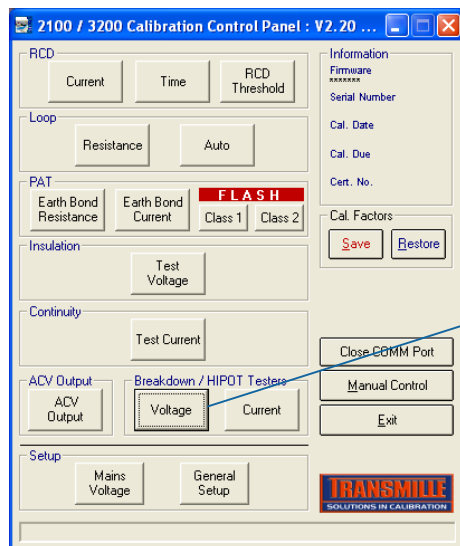 2100 / 3200 Calibration Control Panel : V2.20 ...
RCD
Current
Time
RCD
Threshold
Loop
Resistance
Auto
PAT
Earth Bond
Resistance
Earth Bond
Current
FLASH
Class 1
Class 2
Insulation
Test
Voltage
Continuity
Test Current
ACV Output
ACV
Output
Breakdown / HIPOT Testers
Voltage
Current
Setup
Mains
Voltage
General
Setup
Information
Firmware
*******
Serial Number
Cal. Date
Cal. Due
Cert. No.
Cal. Factors
Save
Restore
Close COMM Port
Manual Control
Exit
TRANSMILLE
SOLUTIONS IN CALIBRATION